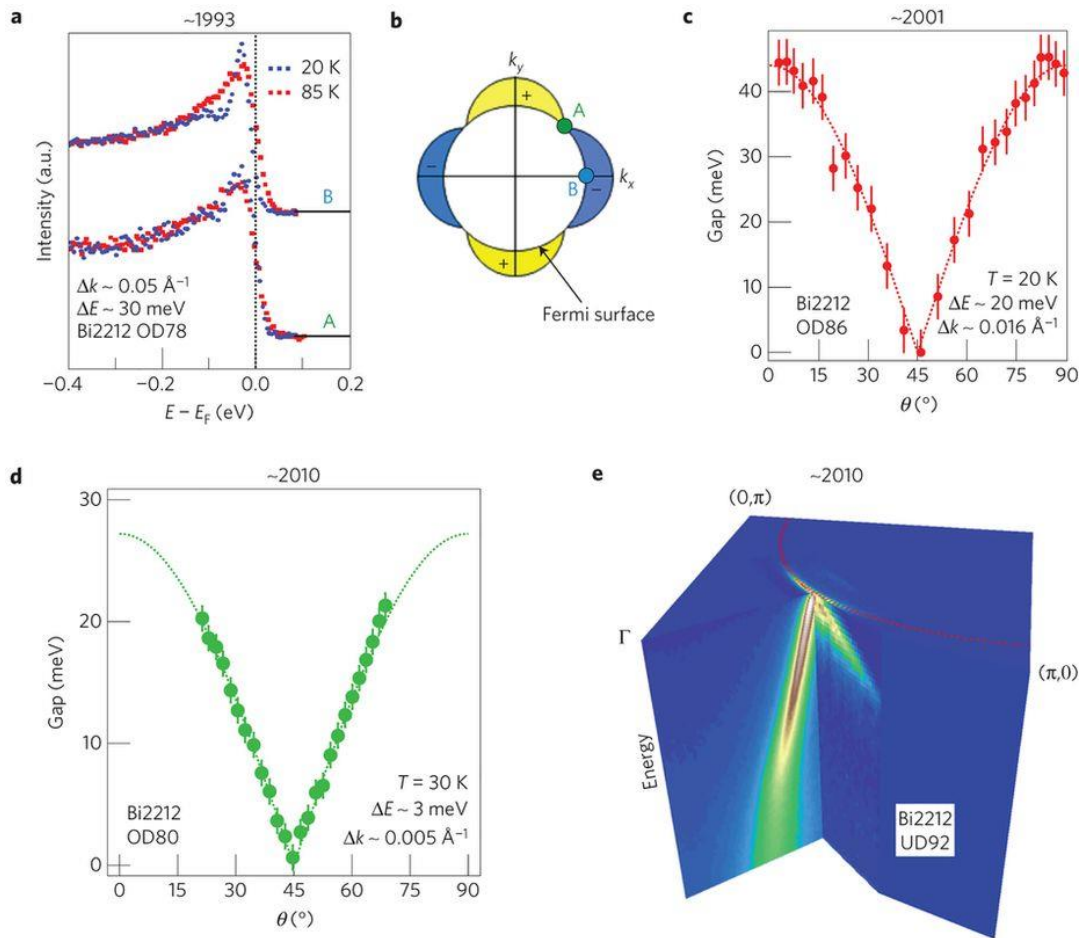 a
~1993
20 K
85 K
B
A
Intensity (a.u.)
Δk ~ 0.05 Å⁻¹
ΔE ~ 30 meV
Bi2212 OD78
−0.4
−0.2
0.0
0.2
E − E_F (eV)
b
k_y
+
A
−
B
−
k_x
+
Fermi surface
c
~2001
40
30
20
10
0
Gap (meV)
Bi2212
OD86
T = 20 K
ΔE ~ 20 meV
Δk ~ 0.016 Å⁻¹
0
15
30
45
60
75
90
θ (°)
d
~2010
30
20
10
0
Gap (meV)
Bi2212
OD80
T = 30 K
ΔE ~ 3 meV
Δk ~ 0.005 Å⁻¹
0
15
30
45
60
75
90
θ (°)
e
~2010
(0,π)
Γ
(π,0)
Energy
Bi2212
UD92